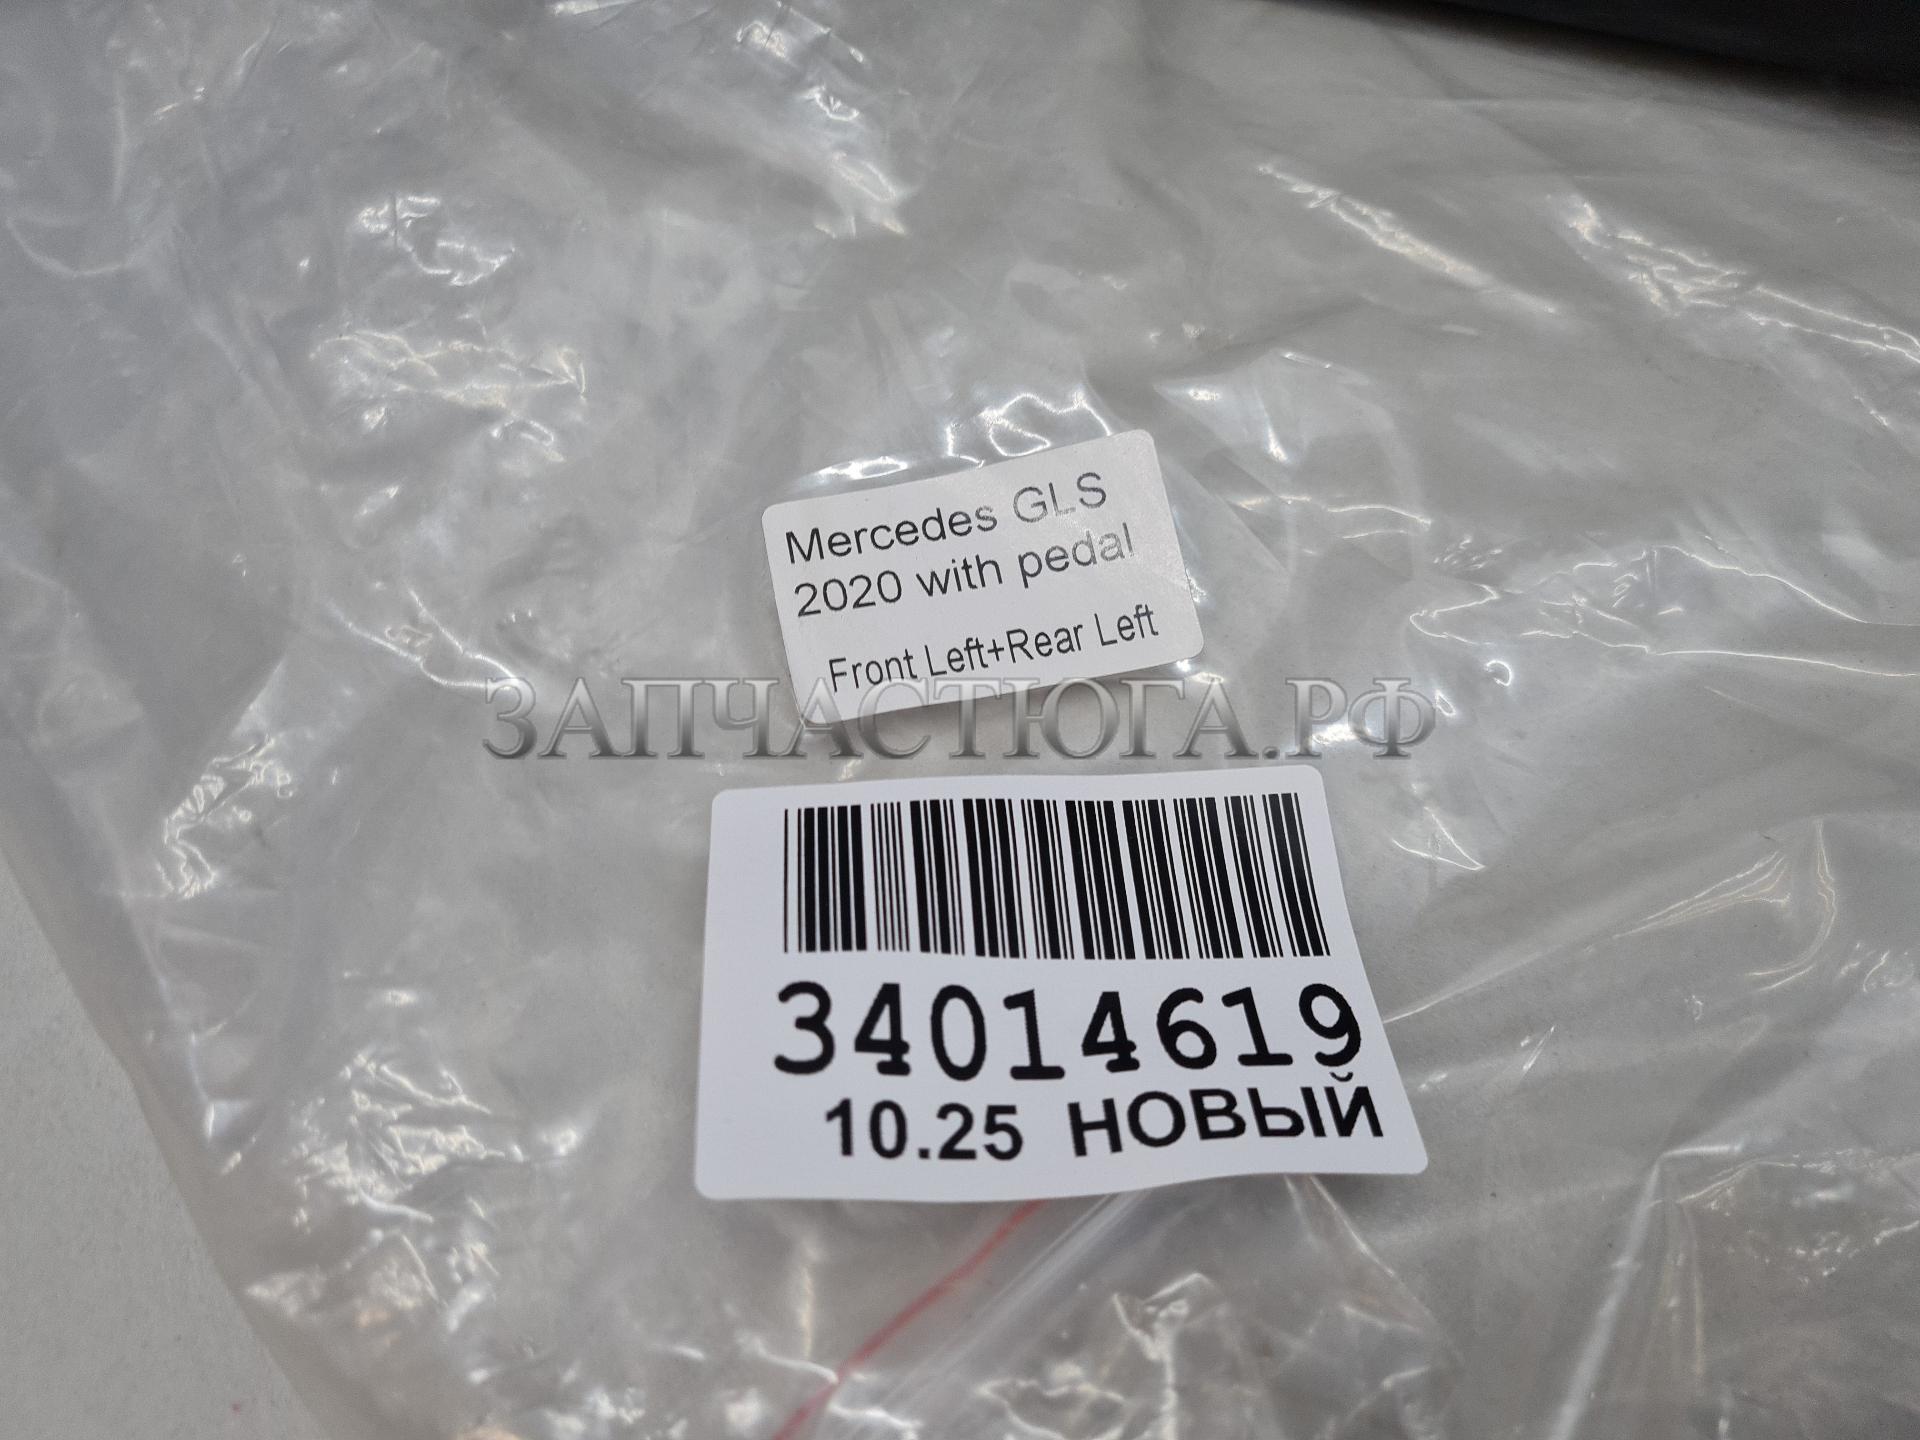 Mercedes GLS
2020 with pedal
Front Left+Rear Left
ЗАПЧАСТЮГА.РФ
34014619
10.25 НОВЫЙ